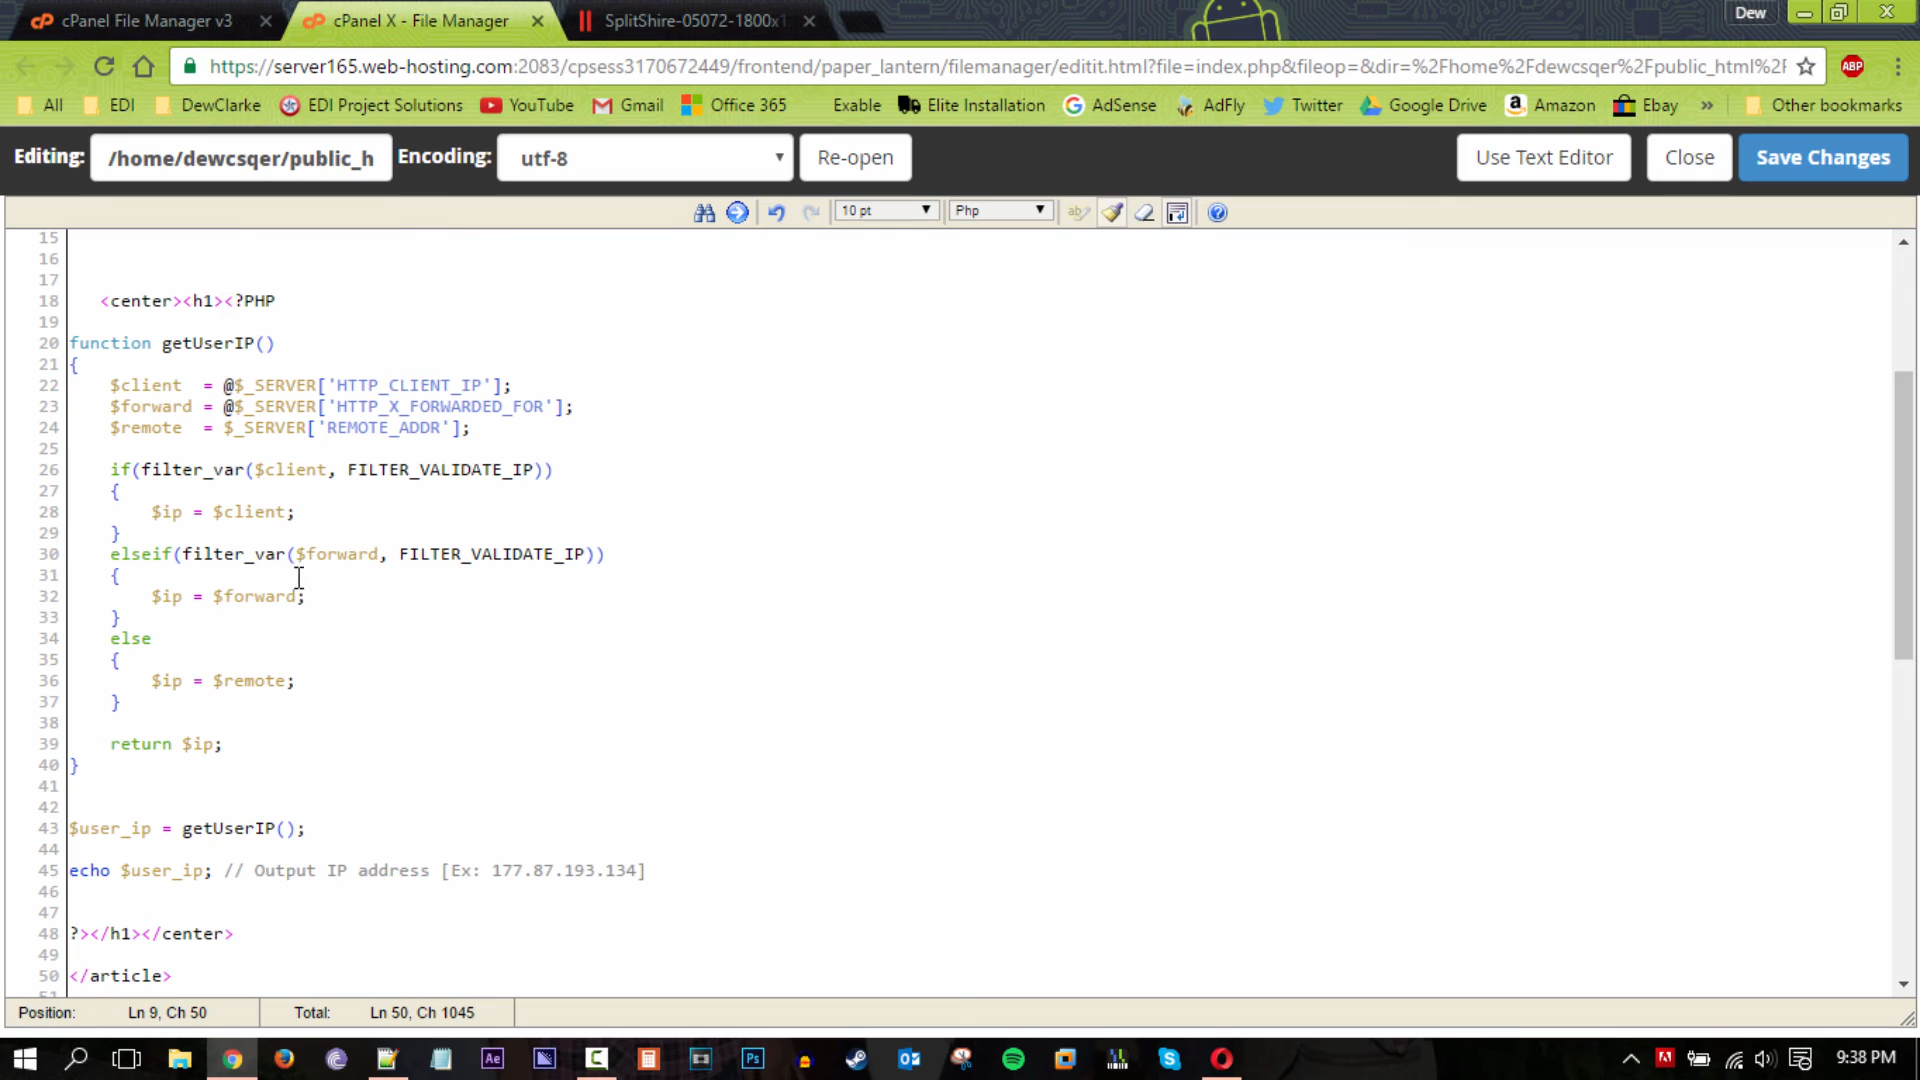 cPanel File Manager v3
cPanel X - File Manager
SplitShire-05072-1800x1
Dew
https://server165.web-hosting.com:2083/cpsess3170672449/frontend/paper_lantern/filemanager/editit.html?file=index.php&fileop=&dir=%2Fhome%2Fdewcsqer%2Fpublic_html%2F
ABP
All EDI DewClarke EDI Project Solutions YouTube Gmail Office 365 Exable Elite Installation AdSense AdFly Twitter Google Drive Amazon Ebay » Other bookmarks
Editing: /home/dewcsqer/public_h Encoding: utf-8 Re-open Use Text Editor Close Save Changes
10 pt Php
15
16
17
18 <center><h1><?PHP
19
20 function getUserIP()
21 {
22 $client  = @$_SERVER['HTTP_CLIENT_IP'];
23 $forward = @$_SERVER['HTTP_X_FORWARDED_FOR'];
24 $remote  = $_SERVER['REMOTE_ADDR'];
25
26 if(filter_var($client, FILTER_VALIDATE_IP))
27 {
28 $ip = $client;
29 }
30 elseif(filter_var($forward, FILTER_VALIDATE_IP))
31 {
32 $ip = $forward;
33 }
34 else
35 {
36 $ip = $remote;
37 }
38
39 return $ip;
40 }
41
42
43 $user_ip = getUserIP();
44
45 echo $user_ip; // Output IP address [Ex: 177.87.193.134]
46
47
48 ?></h1></center>
49
50 </article>
51
Position: Ln 9, Ch 50 Total: Ln 50, Ch 1045
Ae Ps 9:38 PM